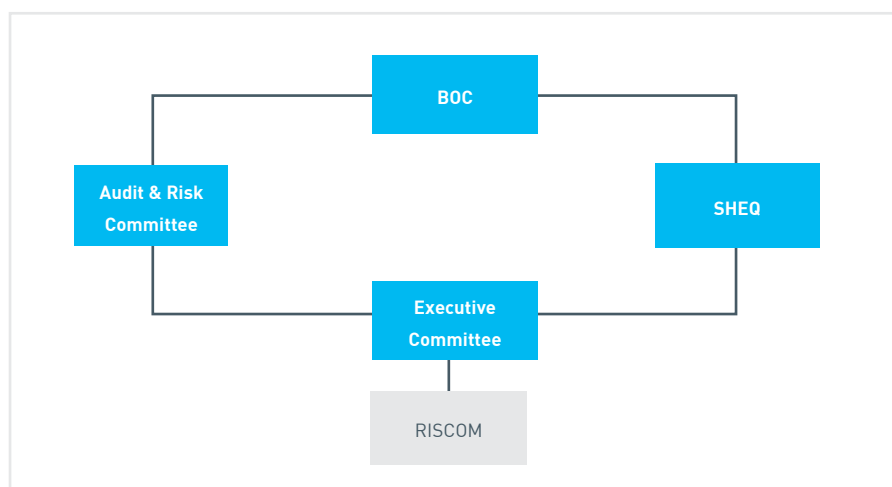 BOC
Audit & Risk
Committee
SHEQ
Executive
Committee
RISCOM